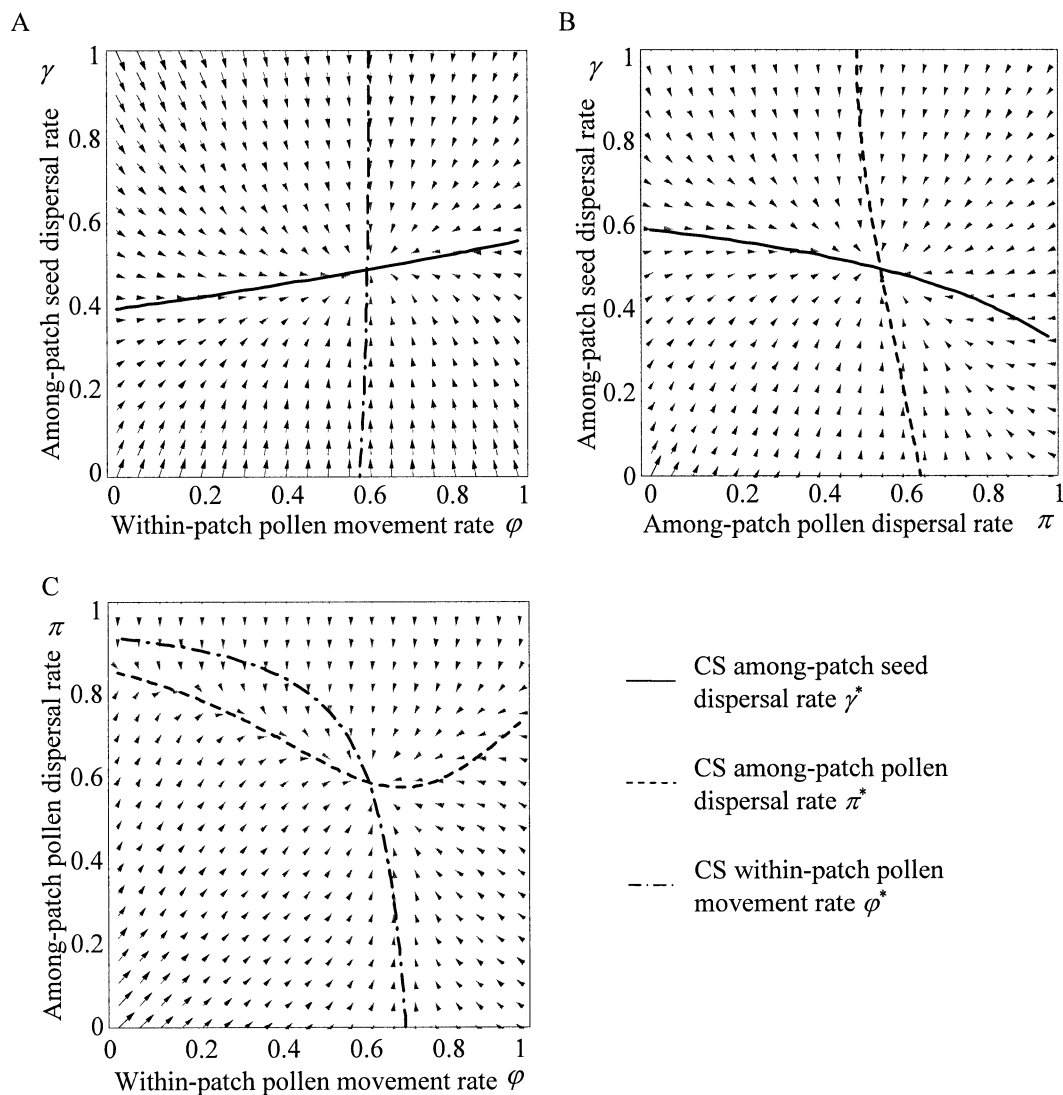 A
1
γ
0.8
0.6
0.4
0.2
0
Among-patch seed dispersal rate
0 0.2 0.4 0.6 0.8 1
Within-patch pollen movement rate φ
B
1
γ
0.8
0.6
0.4
0.2
0
Among-patch seed dispersal rate
0 0.2 0.4 0.6 0.8 1
Among-patch pollen dispersal rate π
C
1
π
0.8
0.6
0.4
0.2
0
Among-patch pollen dispersal rate
0 0.2 0.4 0.6 0.8 1
Within-patch pollen movement rate φ
CS among-patch seed
dispersal rate γ*
CS among-patch pollen
dispersal rate π*
CS within-patch pollen
movement rate φ*